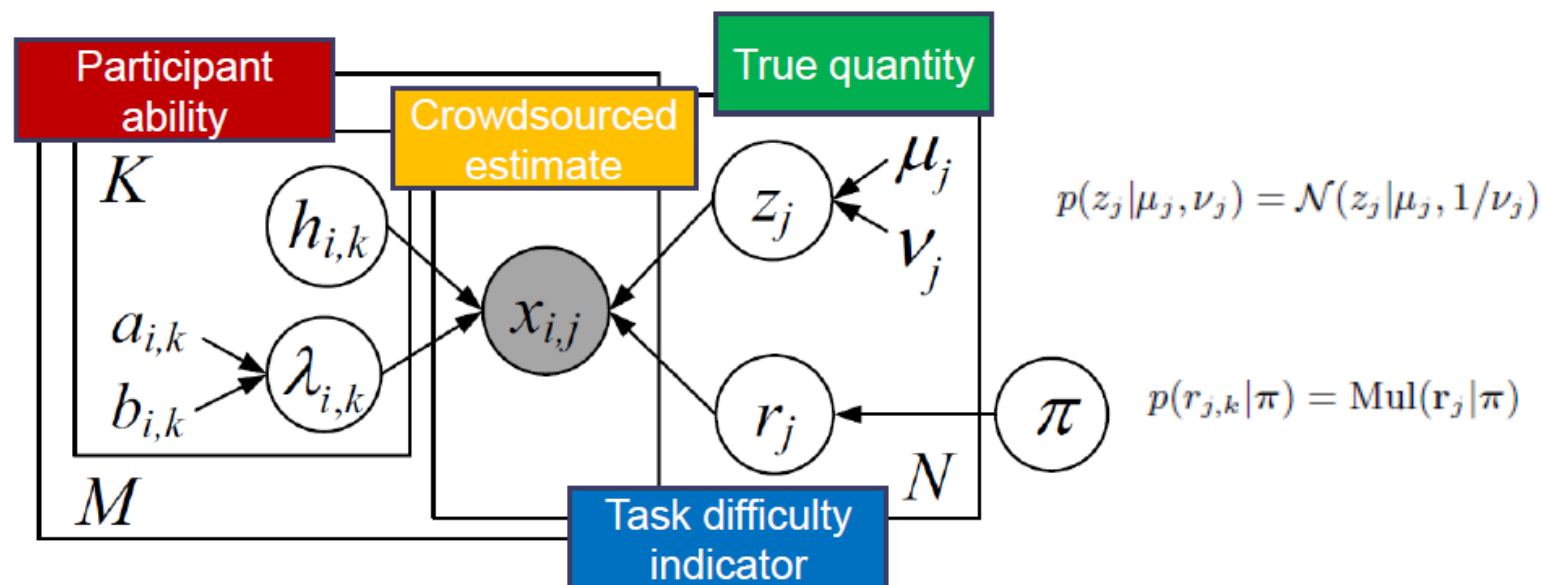 Participant
ability
Crowdsourced
estimate
True quantity
K
h_{i,k}
a_{i,k}
b_{i,k}
λ_{i,k}
M
x_{i,j}
z_j
μ_j
ν_j
r_j
N
π
p(z_j|μ_j, ν_j) = 𝒩(z_j|μ_j, 1/ν_j)
p(r_{j,k}|π) = Mul(r_j|π)
Task difficulty
indicator